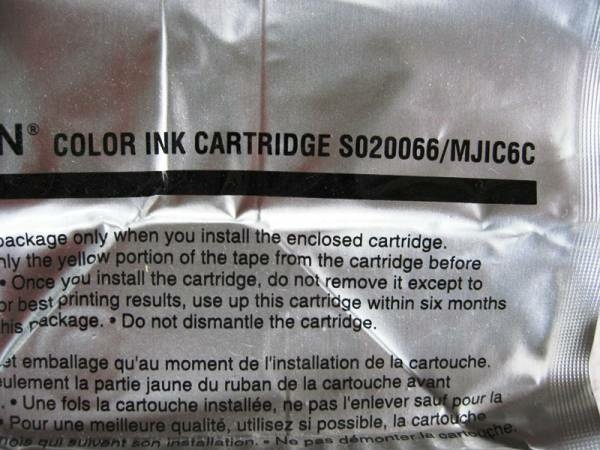 N® COLOR INK CARTRIDGE S020066/MJIC6C
package only when you install the enclosed cartridge.
nly the yellow portion of the tape from the cartridge before
• Once you install the cartridge, do not remove it except to
or best printing results, use up this cartridge within six months
his package. • Do not dismantle the cartridge.
et emballage qu'au moment de l'installation de la cartouche.
eulement la partie jaune du ruban de la cartouche avant
. • Une fois la cartouche installée, ne pas l'enlever sauf pour la
• Pour une meilleure qualité, utilisez si possible, la cartouche
mois qui suivant son installation. • Ne pas démonter la cartouche.